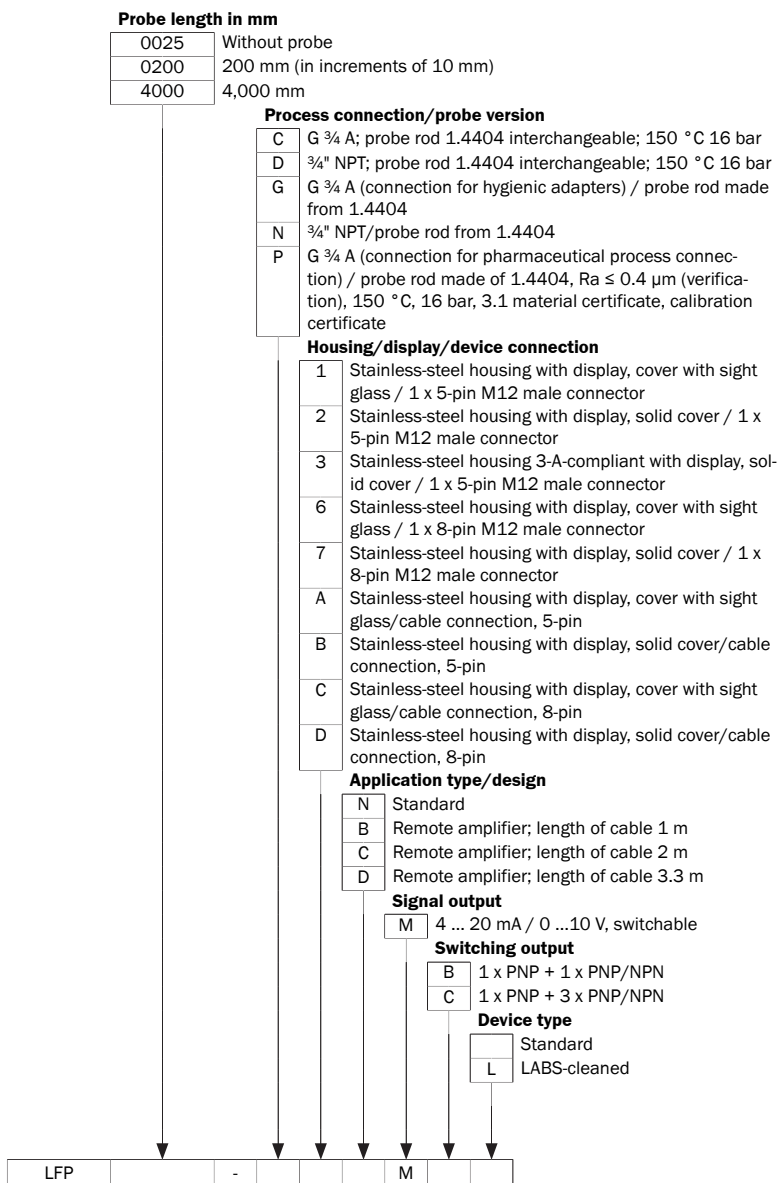 Probe length in mm
0025 Without probe
0200 200 mm (in increments of 10 mm)
4000 4,000 mm
Process connection/probe version
C G ¾ A; probe rod 1.4404 interchangeable; 150 °C 16 bar
D ¾" NPT; probe rod 1.4404 interchangeable; 150 °C 16 bar
G G ¾ A (connection for hygienic adapters) / probe rod made
from 1.4404
N ¾" NPT/probe rod from 1.4404
P G ¾ A (connection for pharmaceutical process connec-
tion) / probe rod made of 1.4404, Ra ≤ 0.4 µm (verifica-
tion), 150 °C, 16 bar, 3.1 material certificate, calibration
certificate
Housing/display/device connection
1 Stainless-steel housing with display, cover with sight
glass / 1 x 5-pin M12 male connector
2 Stainless-steel housing with display, solid cover / 1 x
5-pin M12 male connector
3 Stainless-steel housing 3-A-compliant with display, sol-
id cover / 1 x 5-pin M12 male connector
6 Stainless-steel housing with display, cover with sight
glass / 1 x 8-pin M12 male connector
7 Stainless-steel housing with display, solid cover / 1 x
8-pin M12 male connector
A Stainless-steel housing with display, cover with sight
glass/cable connection, 5-pin
B Stainless-steel housing with display, solid cover/cable
connection, 5-pin
C Stainless-steel housing with display, cover with sight
glass/cable connection, 8-pin
D Stainless-steel housing with display, solid cover/cable
connection, 8-pin
Application type/design
N Standard
B Remote amplifier; length of cable 1 m
C Remote amplifier; length of cable 2 m
D Remote amplifier; length of cable 3.3 m
Signal output
M 4 ... 20 mA / 0 ...10 V, switchable
Switching output
B 1 x PNP + 1 x PNP/NPN
C 1 x PNP + 3 x PNP/NPN
Device type
Standard
L LABS-cleaned
LFP - M